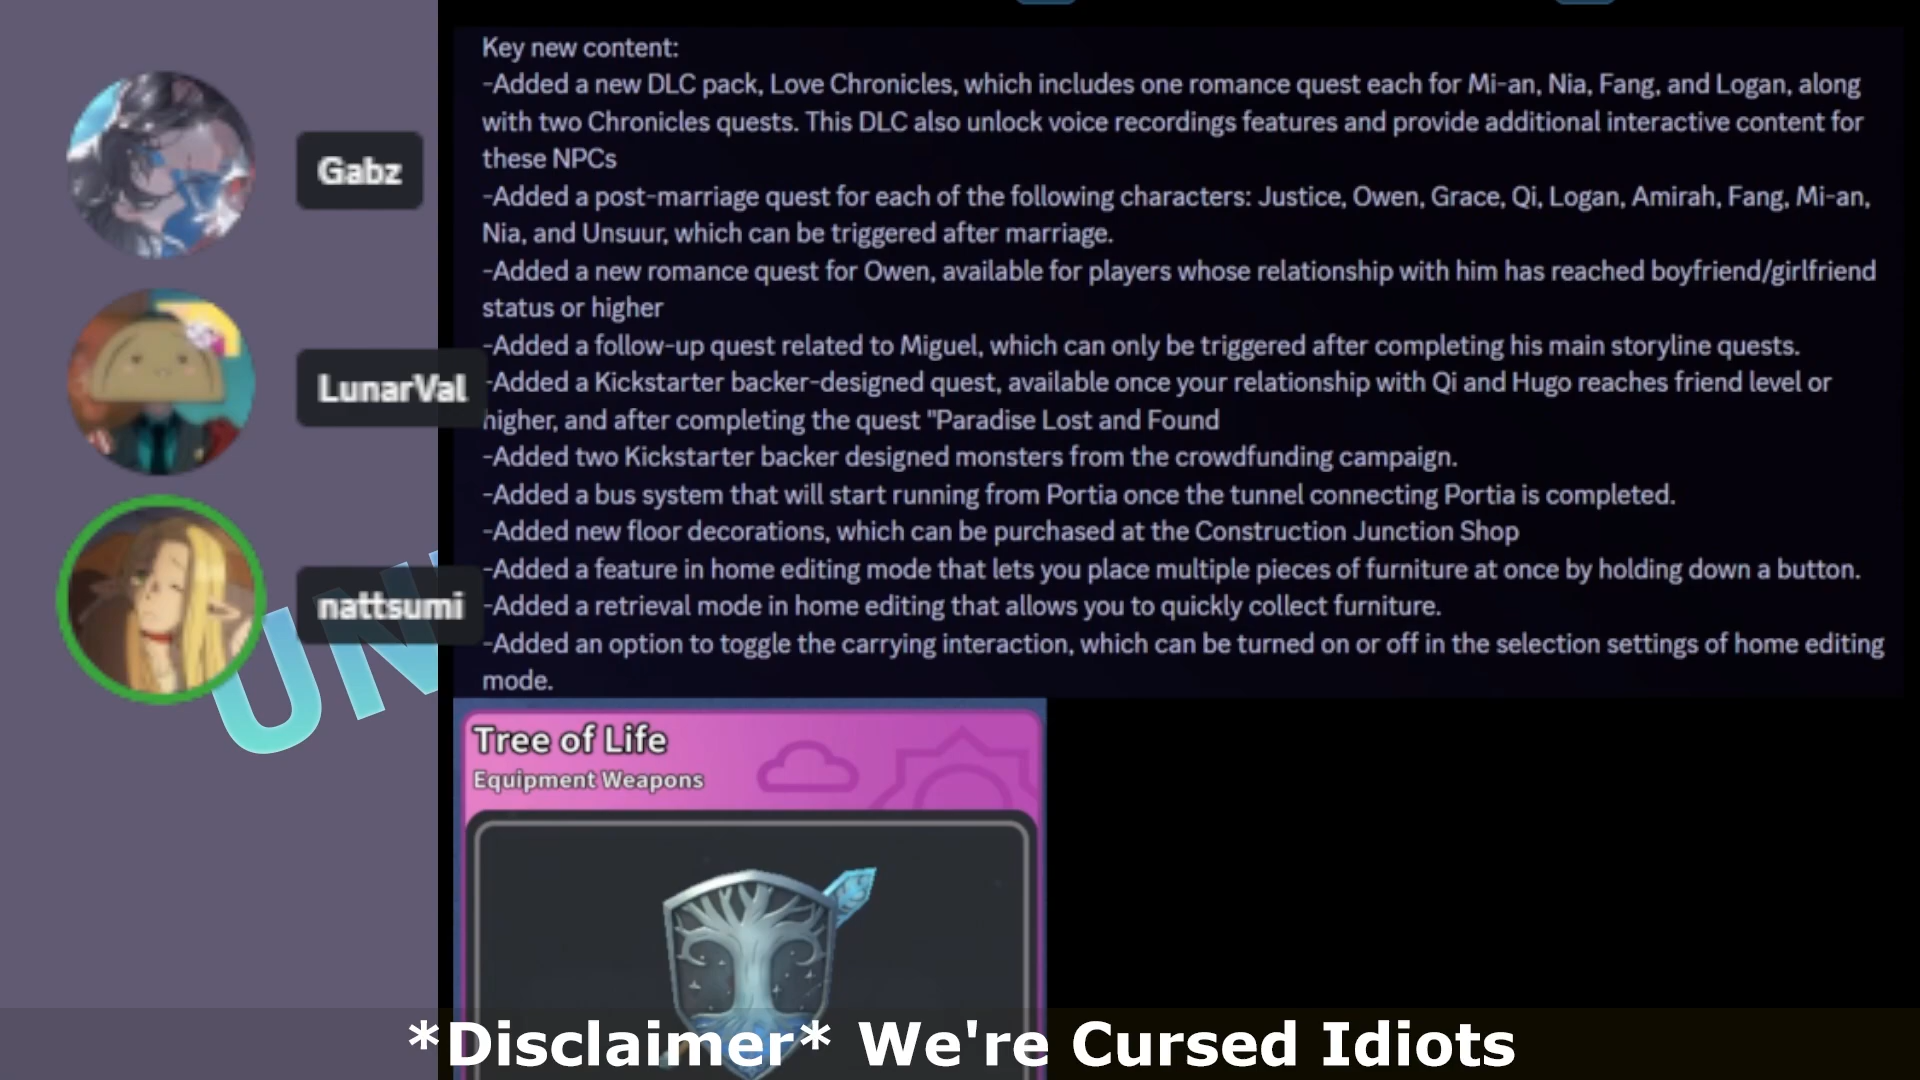 Key new content:
-Added a new DLC pack, Love Chronicles, which includes one romance quest each for Mi-an, Nia, Fang, and Logan, along
with two Chronicles quests. This DLC also unlock voice recordings features and provide additional interactive content for
these NPCs
-Added a post-marriage quest for each of the following characters: Justice, Owen, Grace, Qi, Logan, Amirah, Fang, Mi-an,
Nia, and Unsuur, which can be triggered after marriage.
-Added a new romance quest for Owen, available for players whose relationship with him has reached boyfriend/girlfriend
status or higher
-Added a follow-up quest related to Miguel, which can only be triggered after completing his main storyline quests.
-Added a Kickstarter backer-designed quest, available once your relationship with Qi and Hugo reaches friend level or
higher, and after completing the quest "Paradise Lost and Found
-Added two Kickstarter backer designed monsters from the crowdfunding campaign.
-Added a bus system that will start running from Portia once the tunnel connecting Portia is completed.
-Added new floor decorations, which can be purchased at the Construction Junction Shop
-Added a feature in home editing mode that lets you place multiple pieces of furniture at once by holding down a button.
-Added a retrieval mode in home editing that allows you to quickly collect furniture.
-Added an option to toggle the carrying interaction, which can be turned on or off in the selection settings of home editing
mode.
Gabz
LunarVal
nattsumi
UN
Tree of Life
Equipment Weapons
*Disclaimer* We're Cursed Idiots